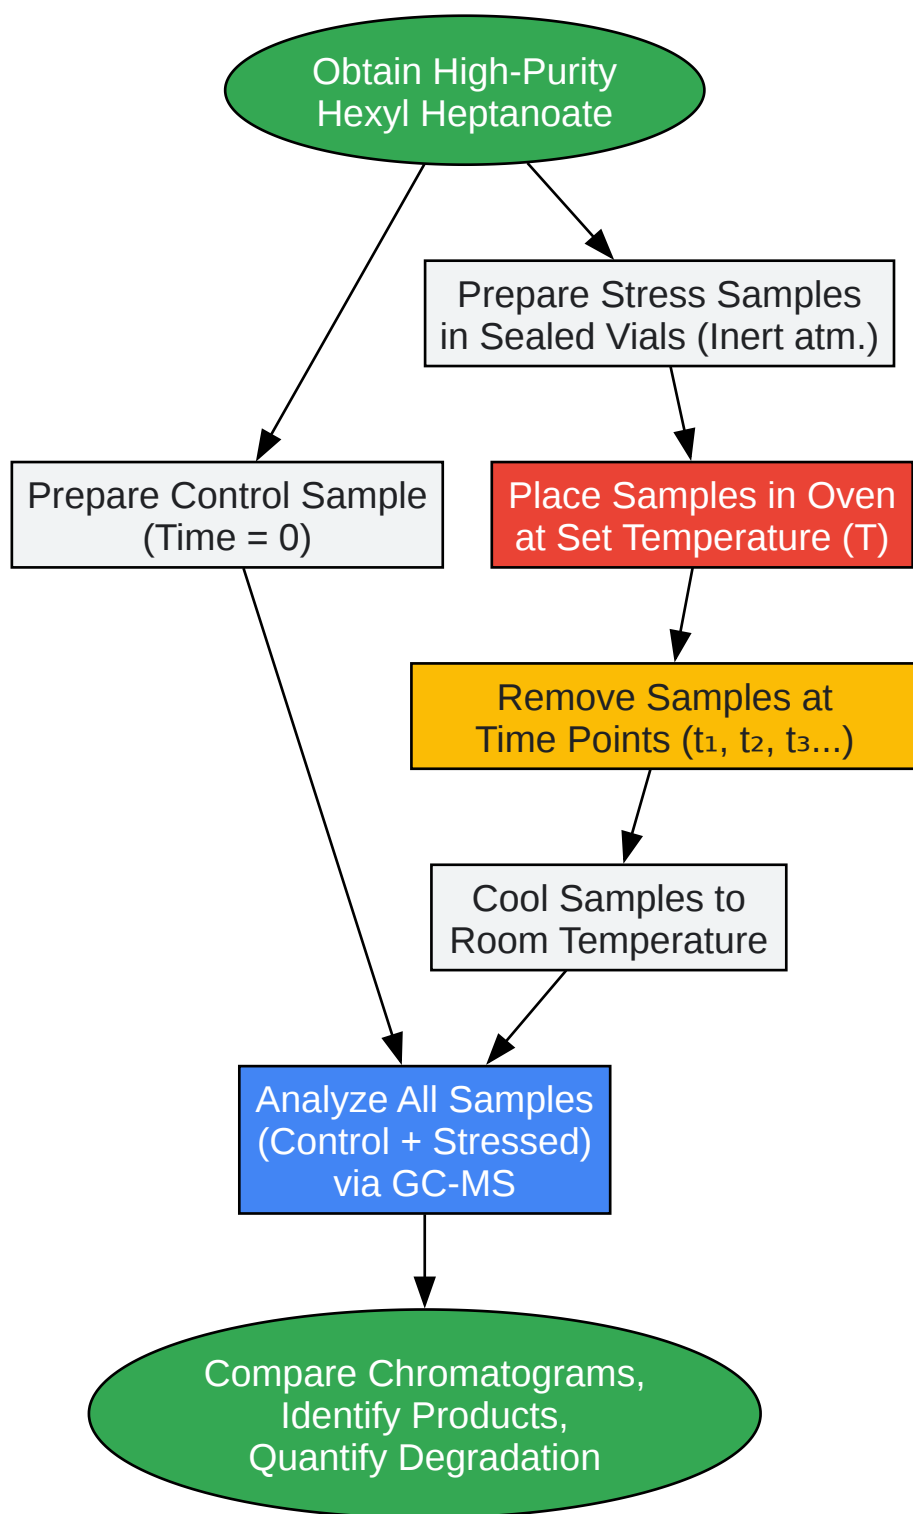 Obtain High-Purity
Hexyl Heptanoate
Prepare Stress Samples
in Sealed Vials (Inert atm.)
Prepare Control Sample
(Time = 0)
Place Samples in Oven
at Set Temperature (T)
Remove Samples at
Time Points (t₁, t₂, t₃...)
Cool Samples to
Room Temperature
Analyze All Samples
(Control + Stressed)
via GC-MS
Compare Chromatograms,
Identify Products,
Quantify Degradation